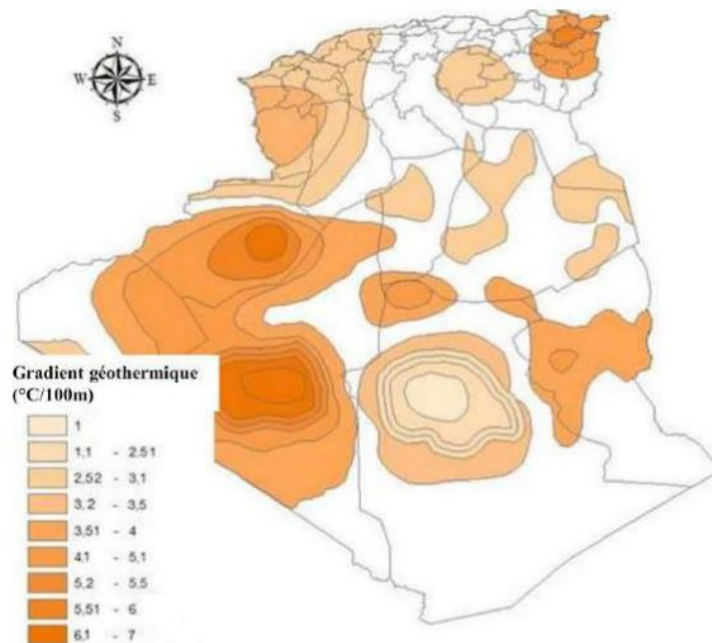 N
W E
S
Gradient géothermique
(°C/100m)
1
1,1 - 2,51
2,52 - 3,1
3,2 - 3,5
3,51 - 4
4,1 - 5,1
5,2 - 5,5
5,51 - 6
6,1 - 7